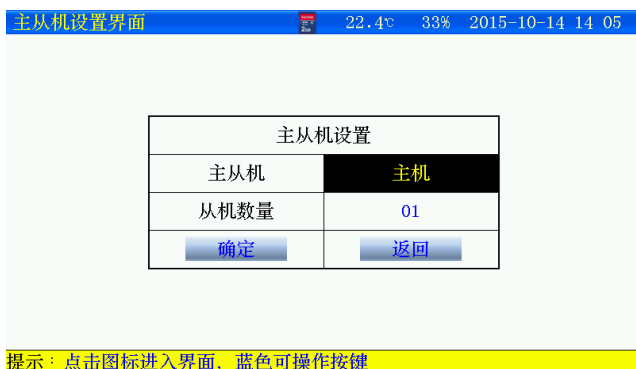 主从机设置界面 22.4℃ 33% 2015-10-14 14 05
主从机设置
主从机 主机
从机数量 01
确定 返回
提示：点击图标进入界面，蓝色可操作按键